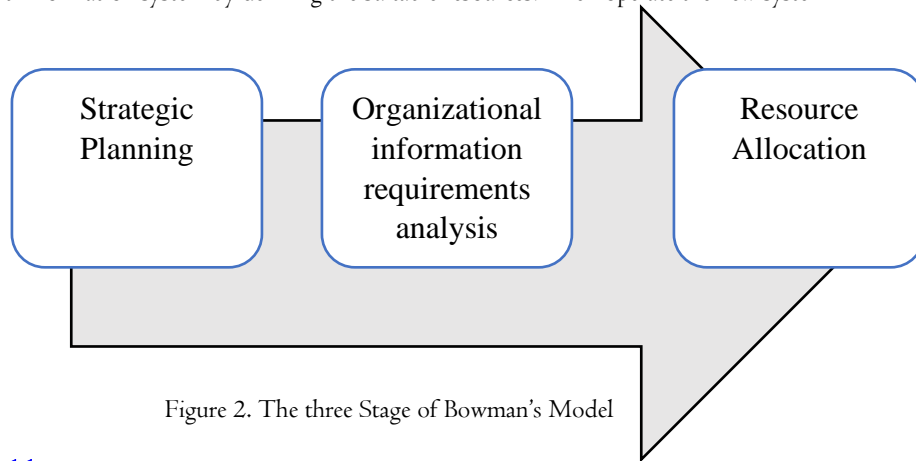 Strategic
Planning
Organizational
information
requirements
analysis
Resource
Allocation
Figure 2. The three Stage of Bowman's Model